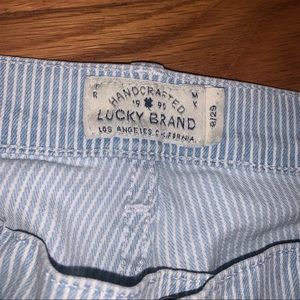 HANDCRAFTED
19 90
LUCKY BRAND
LOS ANGELES, CALIFORNIA
8/29